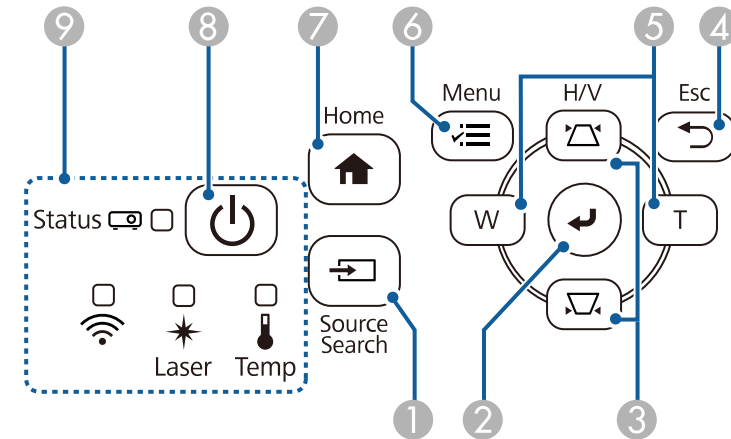 9 8 7 6 5 4
Home
Menu H/V Esc
Status
W T
Source
Search
Laser Temp
1 2 3